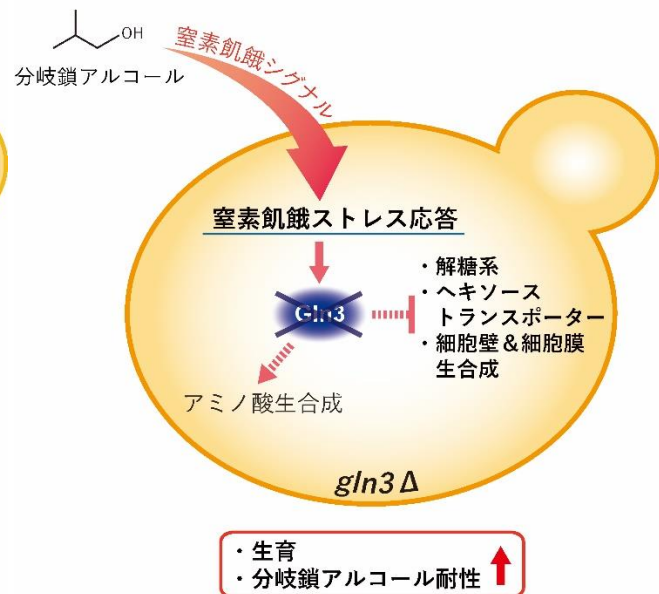 OH
分岐鎖アルコール
窒素飢餓シグナル
窒素飢餓ストレス応答
Gln3
・解糖系
・ヘキソース
トランスポーター
・細胞壁＆細胞膜
生合成
アミノ酸生合成
gln3Δ
・生育
・分岐鎖アルコール耐性